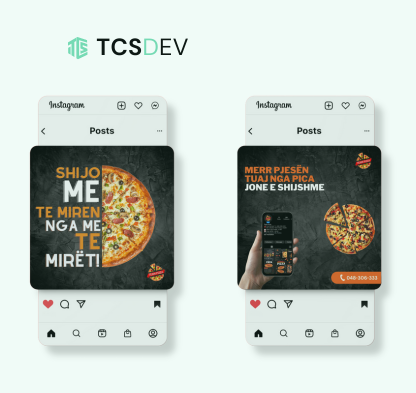 TCSDEV
Instagram
Posts
SHIJO
ME
TE MIREN
NGA ME
TE
MIRËTI
Instagram
Posts
MERR PJESËN
TUAJ NGA PICA
JONE E SHIJSHME
049-300-333